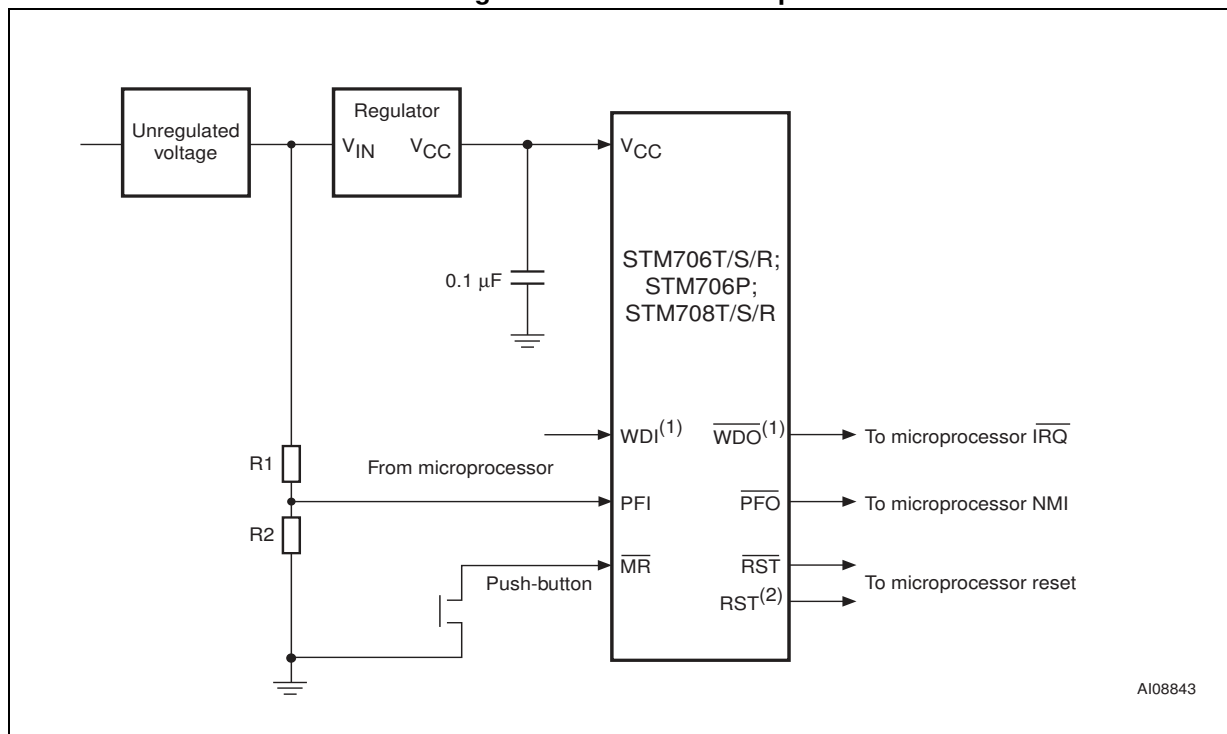 Unregulated
voltage
Regulator
VIN VCC
VCC
STM706T/S/R;
STM706P;
STM708T/S/R
0.1 µF
WDI(1)
WDO(1)
To microprocessor IRQ
R1
From microprocessor
PFI
PFO
To microprocessor NMI
R2
MR
RST
Push-button
To microprocessor reset
RST(2)
AI08843